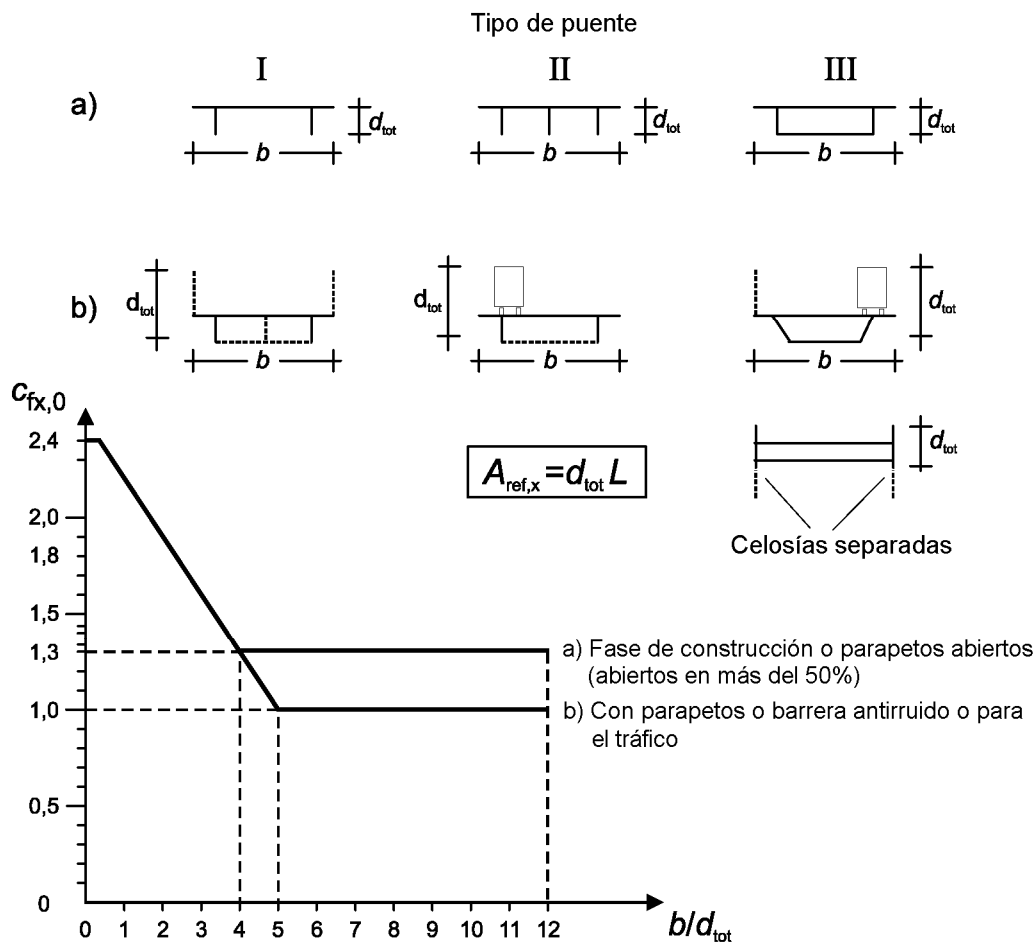 Tipo de puente
I II III
a)
d_tot d_tot d_tot
b b b
b)
d_tot d_tot d_tot
b b b
c_fx,0
2,4
2,0
1,8
1,5
1,3
1,0
0,5
0
A_ref,x = d_tot L
d_tot
Celosías separadas
a) Fase de construcción o parapetos abiertos
(abiertos en más del 50%)
b) Con parapetos o barrera antirruido o para
el tráfico
0 1 2 3 4 5 6 7 8 9 10 11 12
b/d_tot